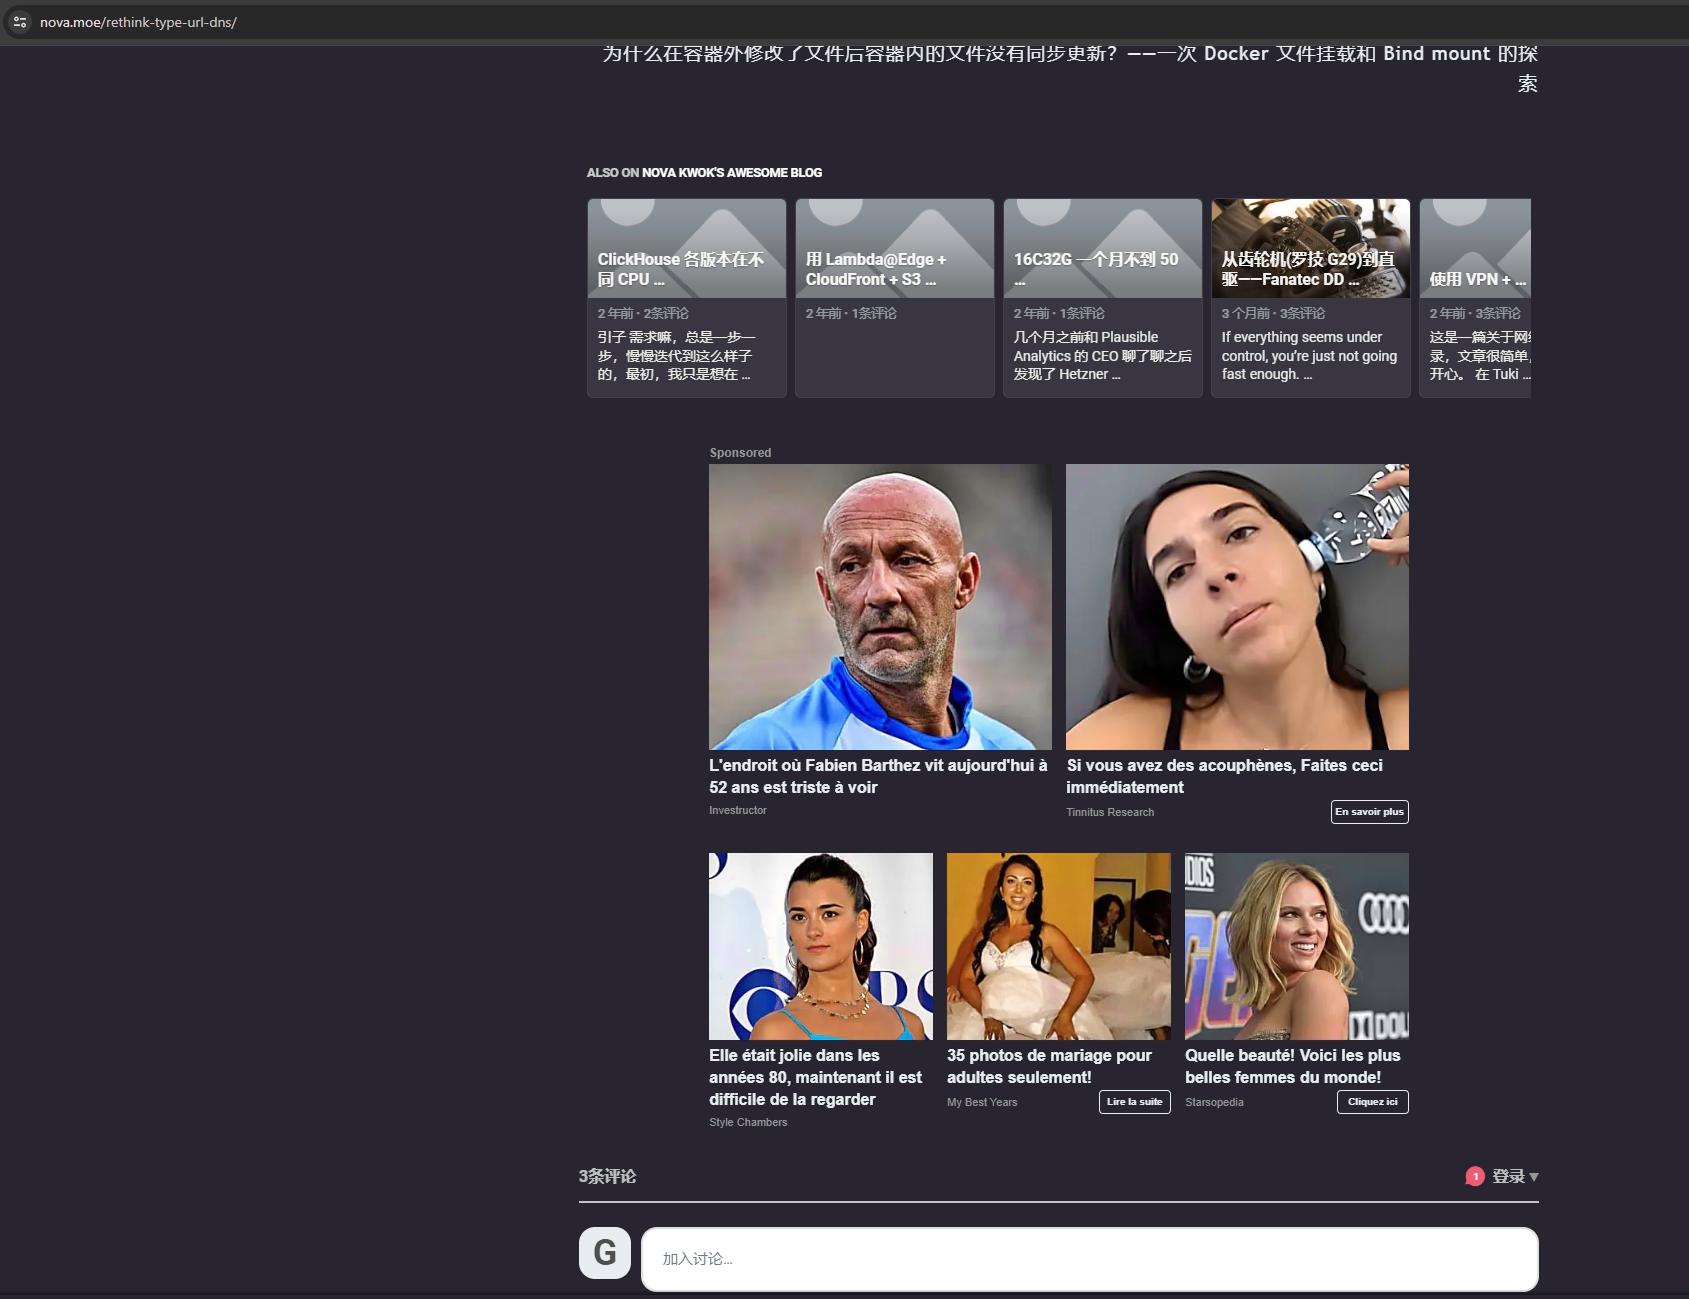 nova.moe/rethink-type-url-dns/
为什么在容器外修改了文件后容器内的文件没有同步更新？——一次 Docker 文件挂载和 Bind mount 的探
索
ALSO ON NOVA KWOK'S AWESOME BLOG
ClickHouse 各版本在不
同 CPU ...
2 年前 · 2条评论
引子 需求嘛，总是一步一
步，慢慢迭代到这么样子
的，最初，我只是想在 ...
用 Lambda@Edge +
CloudFront + S3 ...
2 年前 · 1条评论
16C32G 一个月不到 50
...
2 年前 · 1条评论
几个月之前和 Plausible
Analytics 的 CEO 聊了聊之后
发现了 Hetzner ...
从齿轮机(罗技 G29)到直
驱——Fanatec DD ...
3 个月前 · 3条评论
If everything seems under
control, you're just not going
fast enough. ...
使用 VPN + ...
2 年前 · 3条评论
这是一篇关于网
录，文章很简单，
开心。 在 Tuki ...
Sponsored
L'endroit où Fabien Barthez vit aujourd'hui à
52 ans est triste à voir
Investructor
Si vous avez des acouphènes, Faites ceci
immédiatement
Tinnitus Research
En savoir plus
Elle était jolie dans les
années 80, maintenant il est
difficile de la regarder
Style Chambers
35 photos de mariage pour
adultes seulement!
My Best Years
Lire la suite
DIOS
DOL
Quelle beauté! Voici les plus
belles femmes du monde!
Starsopedia
Cliquez ici
3条评论
1
登录
G
加入讨论...